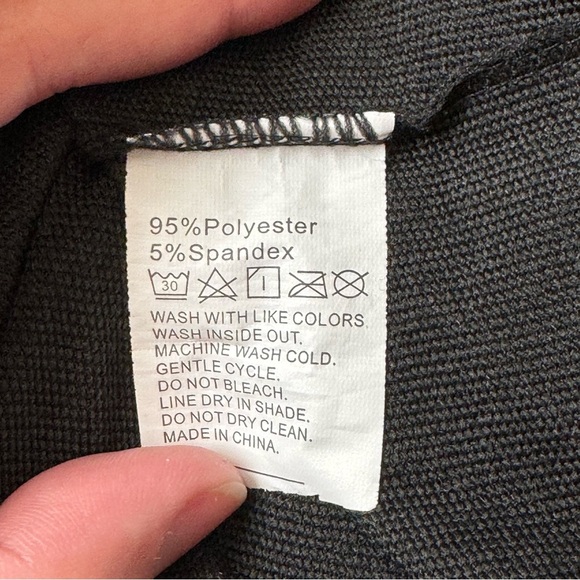 95%Polyester
5%Spandex
30
WASH WITH LIKE COLORS.
WASH INSIDE OUT.
MACHINE WASH COLD.
GENTLE CYCLE.
DO NOT BLEACH.
LINE DRY IN SHADE.
DO NOT DRY CLEAN.
MADE IN CHINA.